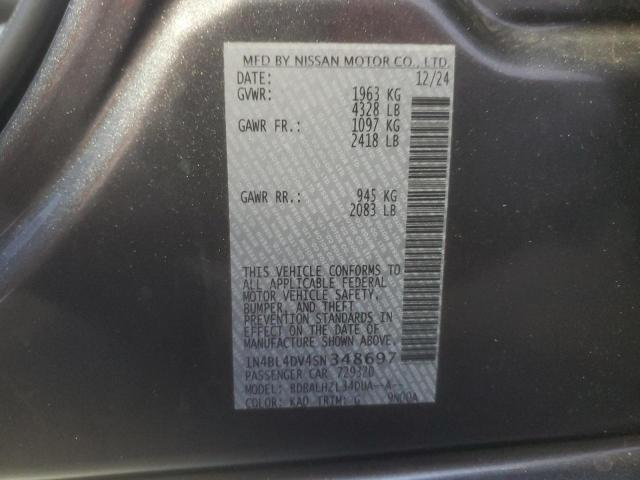 MFD BY NISSAN MOTOR CO., LTD.
DATE: 12/24
GVWR: 1963 KG
4328 LB
GAWR FR.: 1097 KG
2418 LB
GAWR RR.: 945 KG
2083 LB
THIS VEHICLE CONFORMS TO
ALL APPLICABLE FEDERAL
MOTOR VEHICLE SAFETY,
BUMPER, AND THEFT
PREVENTION STANDARDS IN
EFFECT ON THE DATE OF
MANUFACTURE SHOWN ABOVE.
1N4BL4DV4SN348697
PASSENGER CAR 729320
MODEL: BDBALHZL34DUA--A--
COLOR: KAD TRIM: G 9N00A